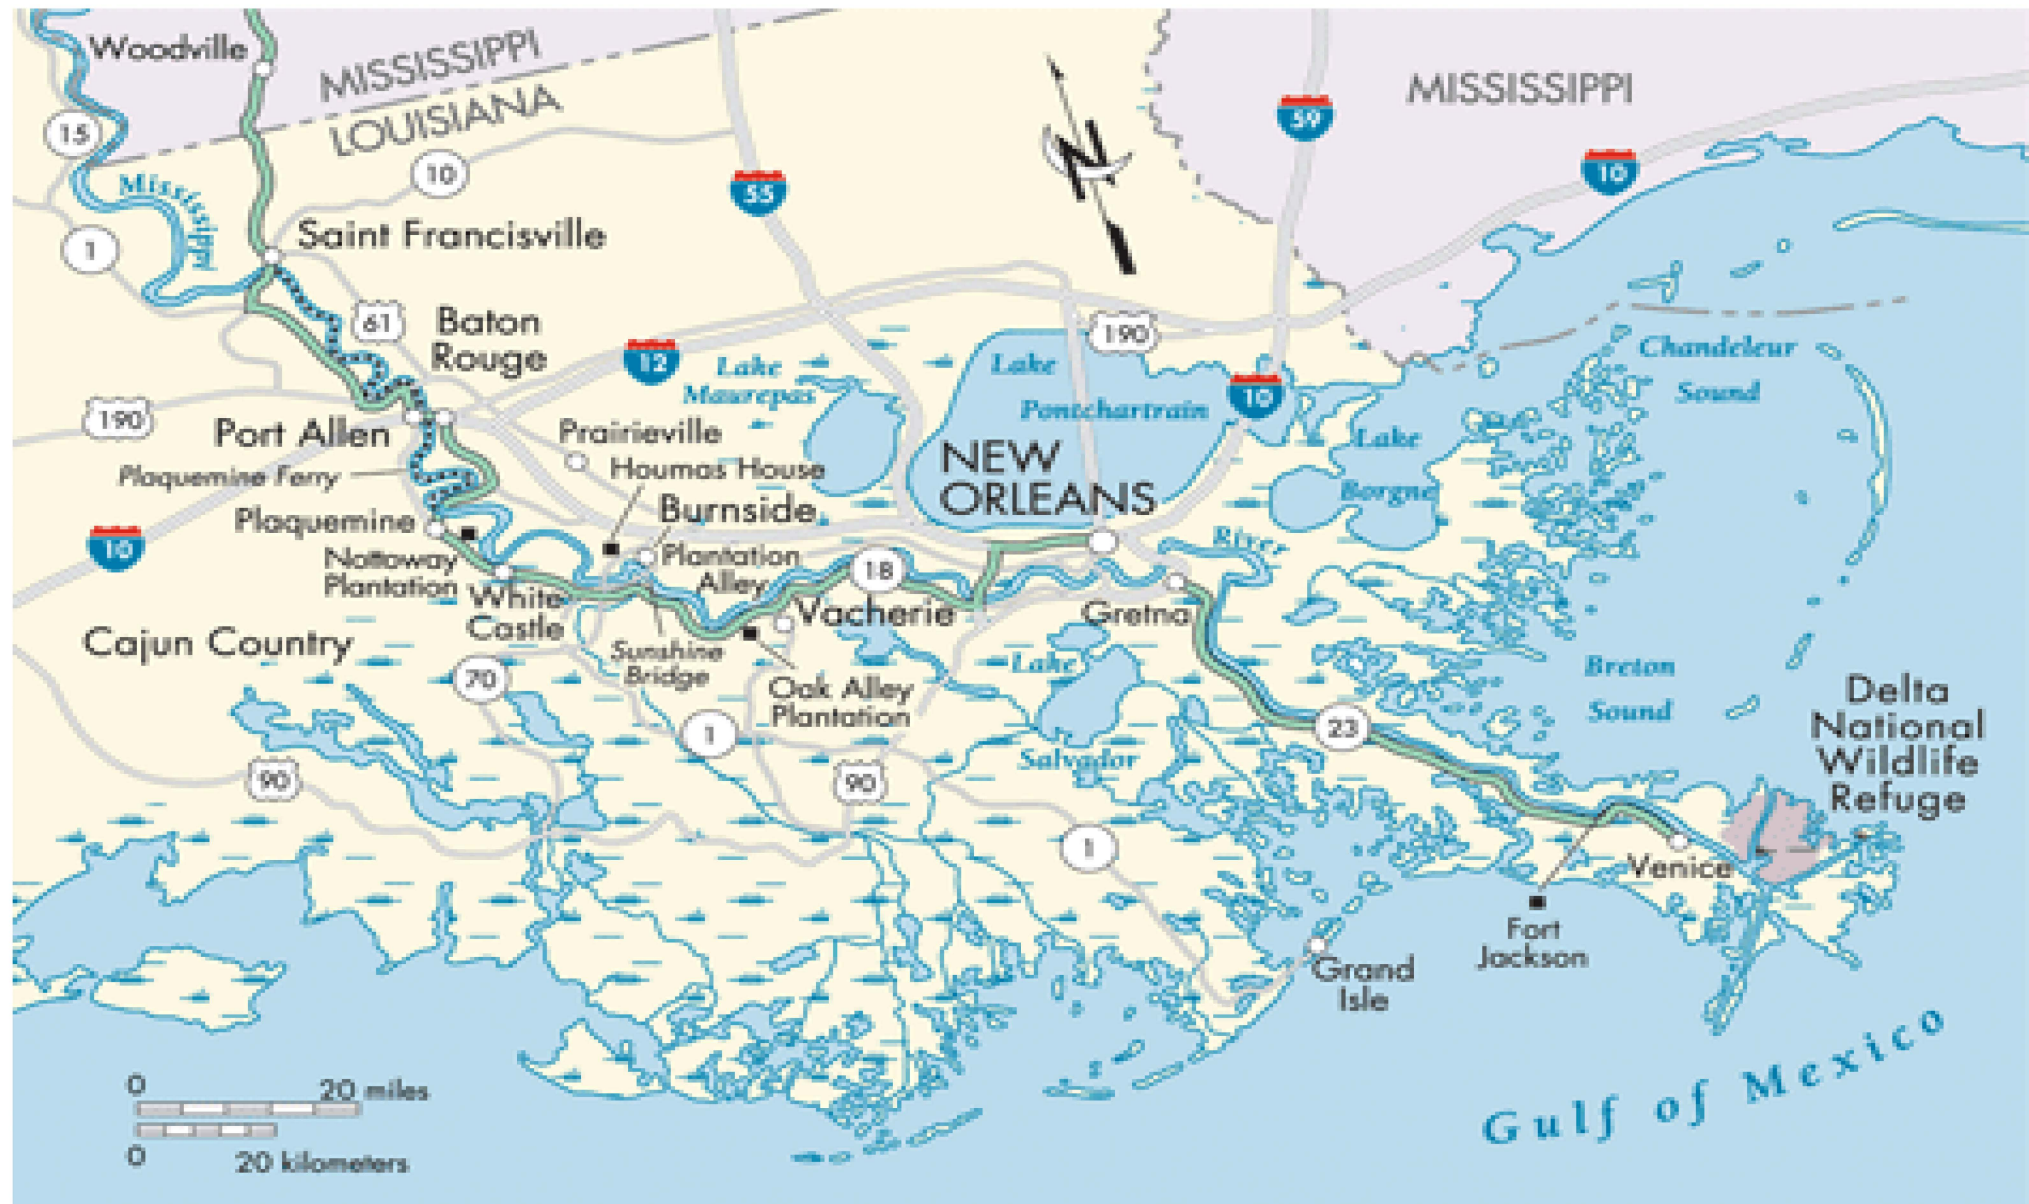 Woodville
MISSISSIPPI
LOUISIANA
MISSISSIPPI
15
59
10
10
55
N
Mississippi
1
Saint Francisville
61
Baton
Rouge
12
190
Lake
Maurepas
Lake
Pontchartrain
10
Chandeleur
Sound
190
Port Allen
Prairieville
NEW
ORLEANS
Lake
Borgne
Plaquemine Ferry
Houmas House
Burnside
Plaquemine
10
Nottoway
Plantation
Plantation
Alley
18
River
White
Castle
Vacherie
Gretna
Cajun Country
Sunshine
Bridge
Lake
Salvador
Breton
Sound
70
Oak Alley
Plantation
1
23
Delta
National
Wildlife
Refuge
90
90
1
Venice
Fort
Jackson
Grand
Isle
Gulf of Mexico
0 20 miles
0 20 kilometers